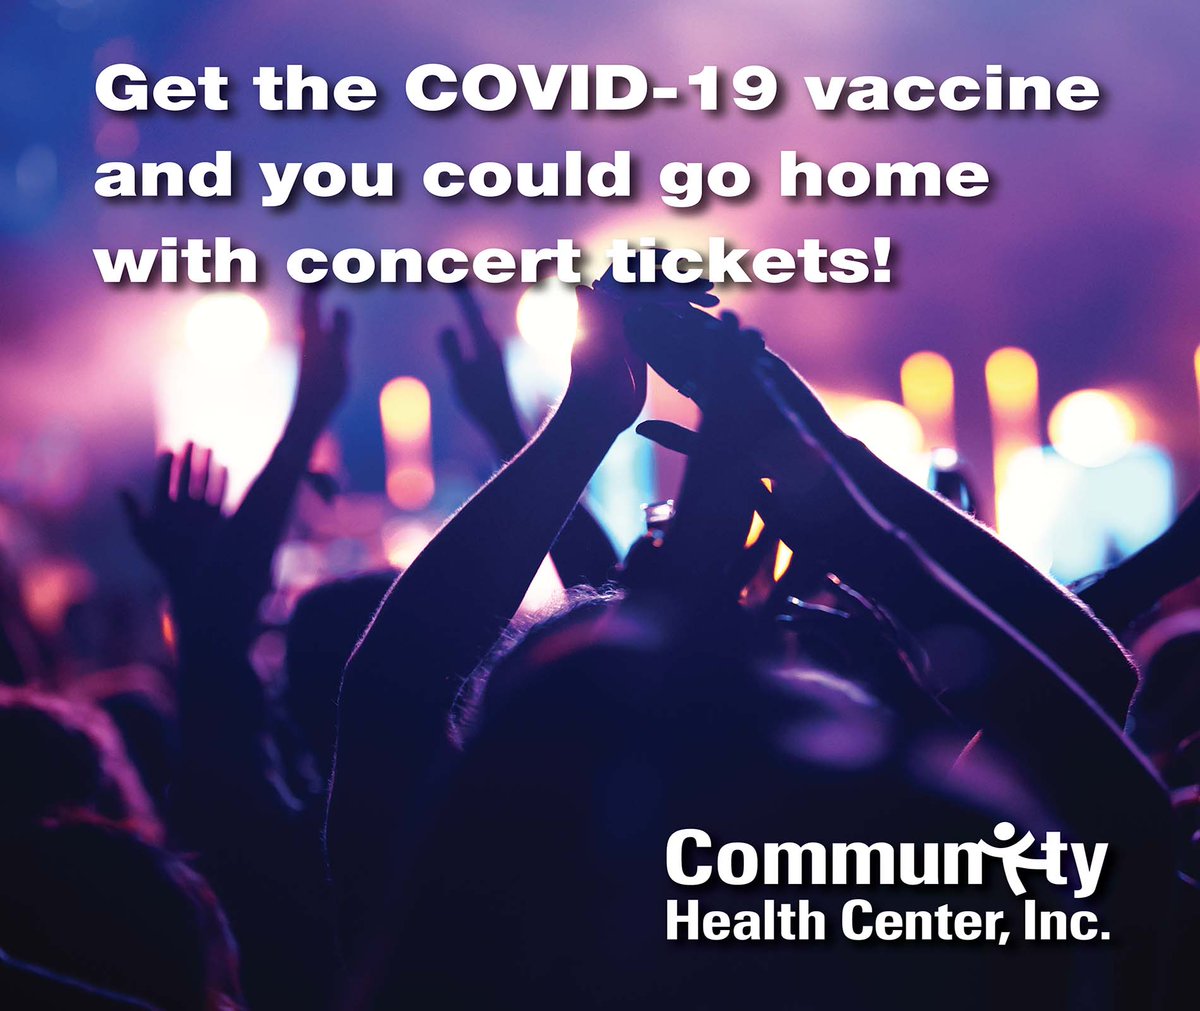 Get the COVID-19 vaccine
and you could go home
with concert tickets!
Community
Health Center, Inc.